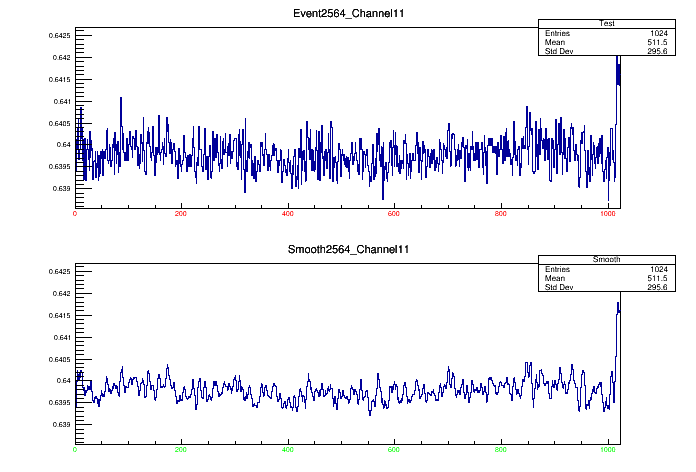 Event2564_Channel11
Test
Entries 1024
Mean 511.5
Std Dev 295.6
0.6425
0.642
0.6415
0.641
0.6405
0.64
0.6395
0.639
0 200 400 600 800 1000
Smooth2564_Channel11
Smooth
Entries 1024
Mean 511.5
Std Dev 295.6
0.6425
0.642
0.6415
0.641
0.6405
0.64
0.6395
0.639
0 200 400 600 800 1000